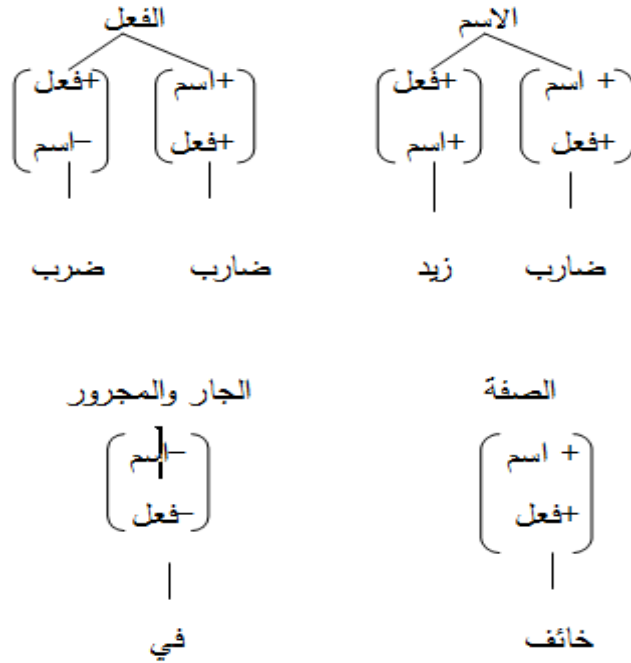 الاسم الفعل
+ اسم +فعل +اسم +فعل
+فعل +اسم +فعل –اسم
ضارب زيد ضارب ضرب
الصفة الجار والمجرور
+ اسم –اسم
+فعل –فعل
خائف في